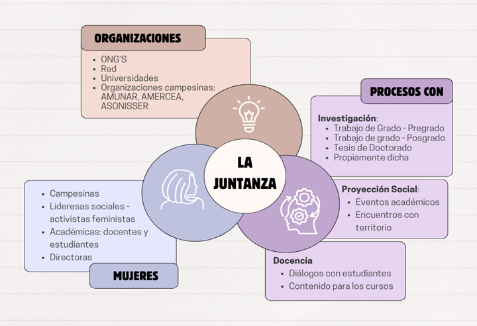 ORGANIZACIONES
ONG'S
Red
Universidades
Organizaciones campesinas:
AMUNAR, AMERCEA,
ASONISSER
PROCESOS CON
Investigación:
Trabajo de Grado - Pregrado
Trabajo de grado - Posgrado
Tesis de Doctorado
Propiamente dicha
LA
JUNTANZA
Proyección Social:
Eventos académicos
Encuentros con
territorio
Campesinas
Lideresas sociales -
activistas feministas
Académicas: docentes y
estudiantes
Directoras
MUJERES
Docencia
Diálogos con estudiantes
Contenido para los cursos